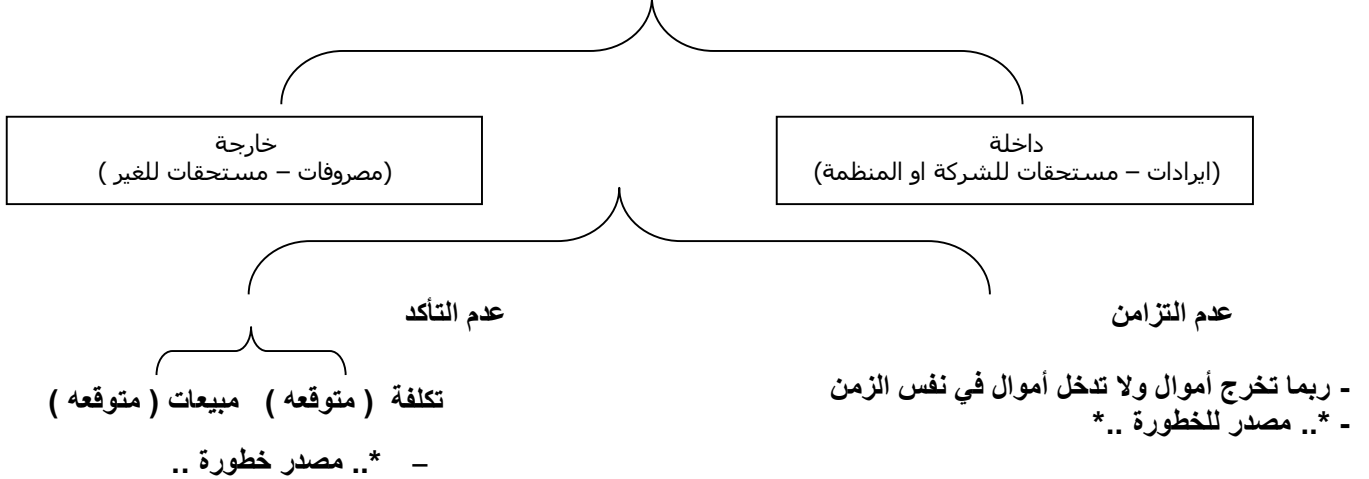 داخلة
(ايرادات – مستحقات للشركة او المنظمة)
خارجة
(مصروفات – مستحقات للغير )
عدم التزامن
- ربما تخرج أموال ولا تدخل أموال في نفس الزمن
- *.. مصدر للخطورة ..*
عدم التأكد
تكلفة ( متوقعه ) مبيعات ( متوقعه )
– *.. مصدر خطورة ..